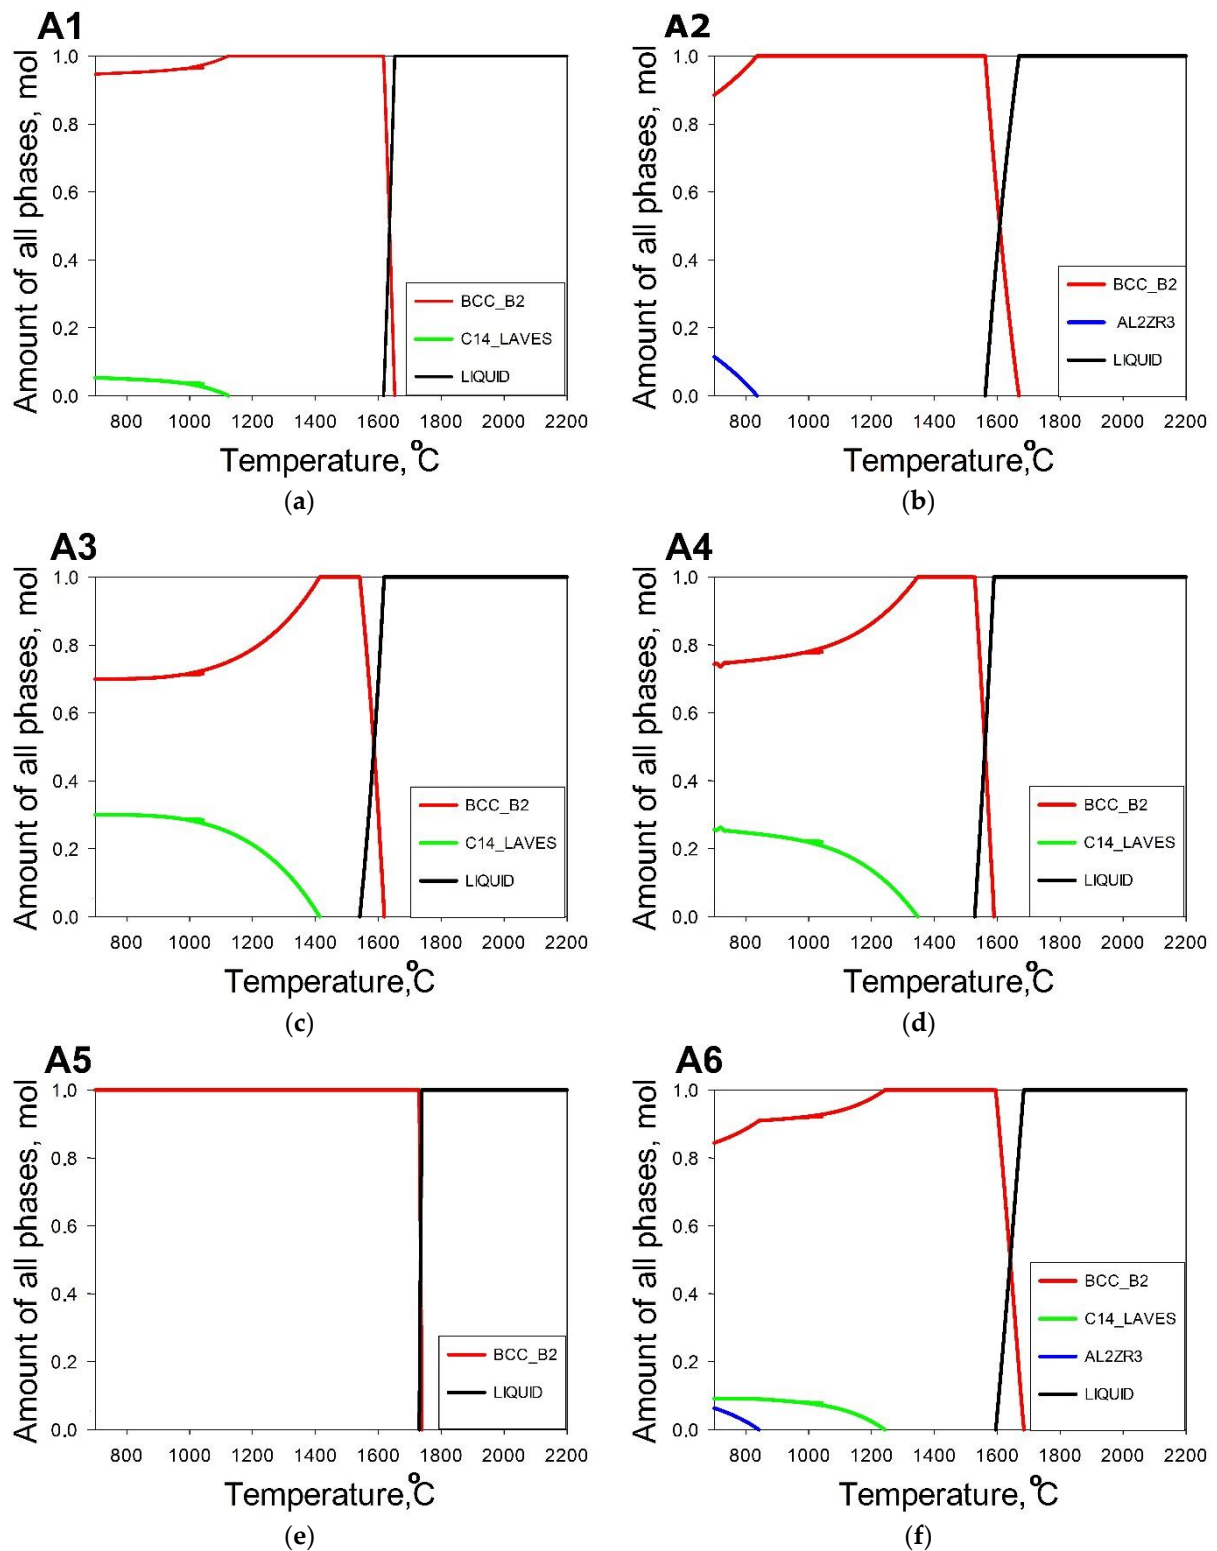 A1
Amount of all phases, mol
1.0
0.8
0.6
0.4
0.2
0.0
BCC_B2
C14_LAVES
LIQUID
800 1000 1200 1400 1600 1800 2000 2200
Temperature, °C
(a)
A2
Amount of all phases, mol
1.0
0.8
0.6
0.4
0.2
0.0
BCC_B2
AL2ZR3
LIQUID
800 1000 1200 1400 1600 1800 2000 2200
Temperature,°C
(b)
A3
Amount of all phases, mol
1.0
0.8
0.6
0.4
0.2
0.0
BCC_B2
C14_LAVES
LIQUID
800 1000 1200 1400 1600 1800 2000 2200
Temperature,°C
(c)
A4
Amount of all phases, mol
1.0
0.8
0.6
0.4
0.2
0.0
BCC_B2
C14_LAVES
LIQUID
800 1000 1200 1400 1600 1800 2000 2200
Temperature,°C
(d)
A5
Amount of all phases, mol
1.0
0.8
0.6
0.4
0.2
0.0
BCC_B2
LIQUID
800 1000 1200 1400 1600 1800 2000 2200
Temperature,°C
(e)
A6
Amount of all phases, mol
1.0
0.8
0.6
0.4
0.2
0.0
BCC_B2
C14_LAVES
AL2ZR3
LIQUID
800 1000 1200 1400 1600 1800 2000 2200
Temperature, °C
(f)